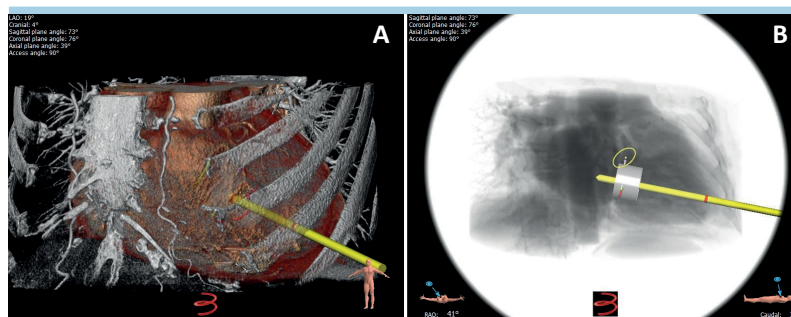 LAO: 19°
Cranial: 4°
Sagittal plane angle: 73°
Coronal plane angle: 76°
Axial plane angle: 39°
Access angle: 90°
A
Sagittal plane angle: 73°
Coronal plane angle: 76°
Axial plane angle: 39°
Access angle: 90°
B
RAO: 41°
Caudal: